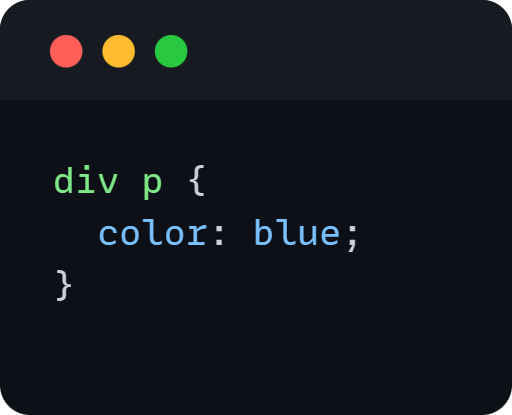 div p {
  color: blue;
}